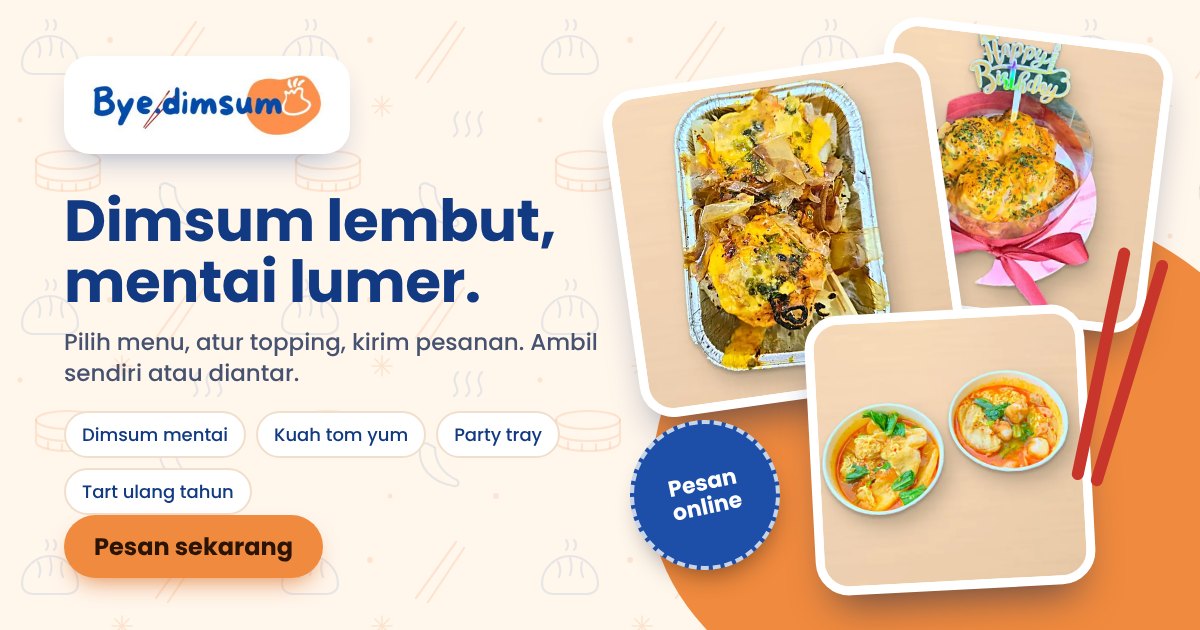 Bye dimsum
Dimsum lembut,
mentai lumer.
Pilih menu, atur topping, kirim pesanan. Ambil
sendiri atau diantar.
Dimsum mentai
Kuah tom yum
Party tray
Tart ulang tahun
Pesan sekarang
Happy
Birthday
Pesan
online